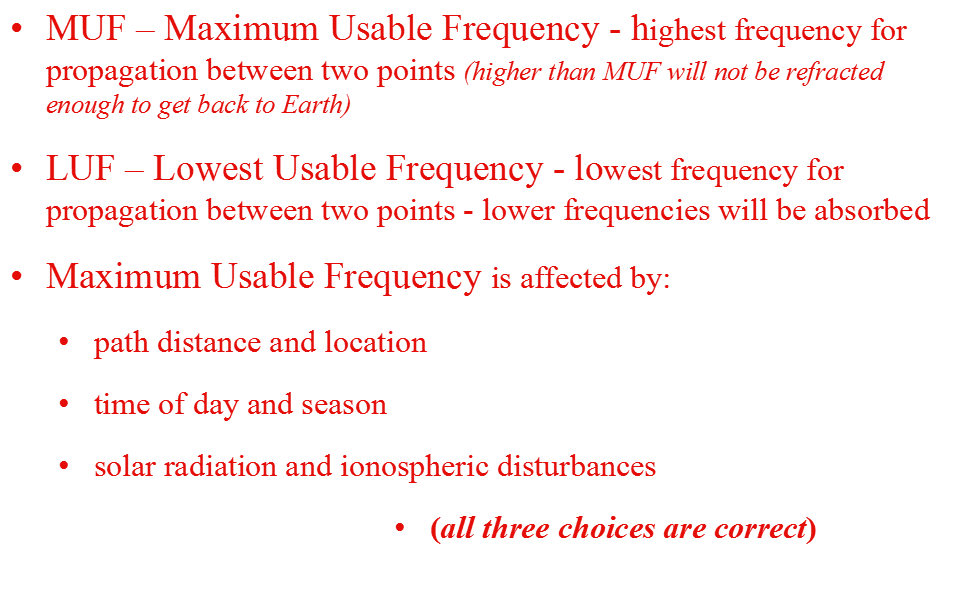 • MUF – Maximum Usable Frequency - highest frequency for
propagation between two points (higher than MUF will not be refracted
enough to get back to Earth)
• LUF – Lowest Usable Frequency - lowest frequency for
propagation between two points - lower frequencies will be absorbed
• Maximum Usable Frequency is affected by:
• path distance and location
• time of day and season
• solar radiation and ionospheric disturbances
• (all three choices are correct)